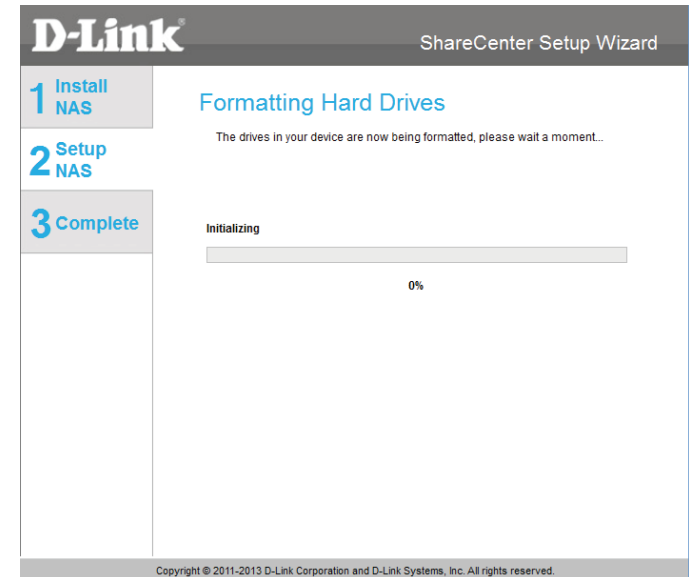 D-Link®
ShareCenter Setup Wizard
1 Install
NAS
2 Setup
NAS
3 Complete
Formatting Hard Drives
The drives in your device are now being formatted, please wait a moment...
Initializing
0%
Copyright © 2011-2013 D-Link Corporation and D-Link Systems, Inc. All rights reserved.